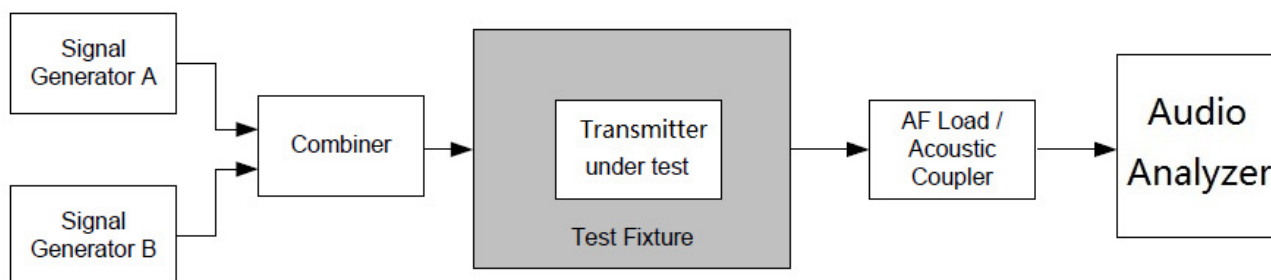 Signal
Generator A
Signal
Generator B
Combiner
Transmitter
under test
Test Fixture
AF Load /
Acoustic
Coupler
Audio
Analyzer